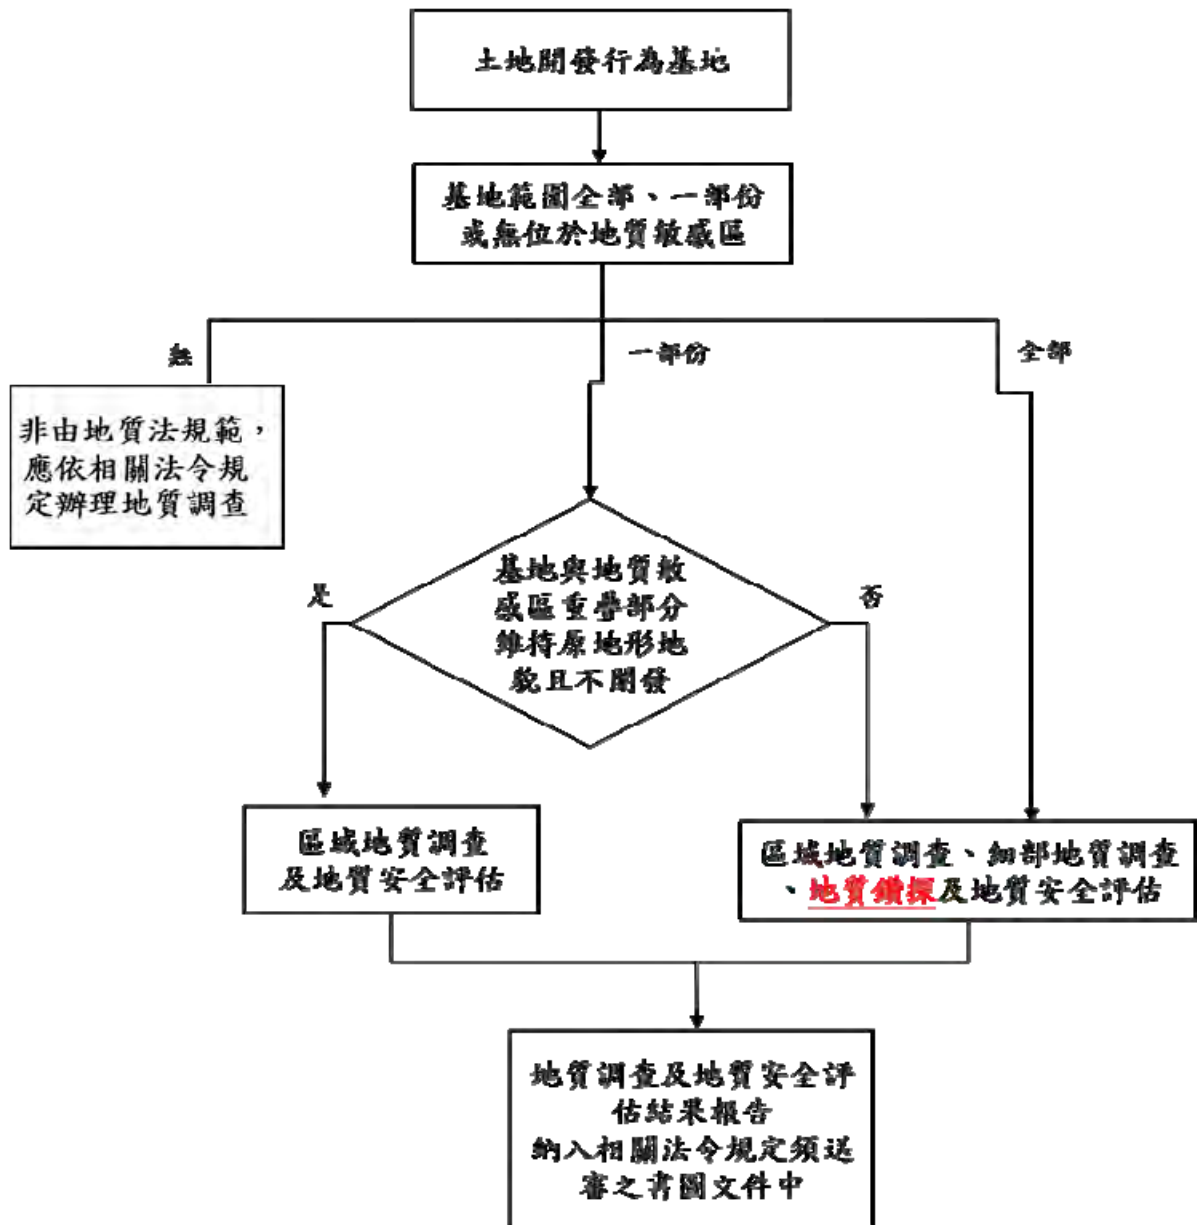 土地開發行為基地
基地範圍全部、一部份
或無位於地質敏感區
無
一部份
全部
非由地質法規範，
應依相關法令規
定辦理地質調查
基地與地質敏
感區重疊部分
維持原地形地
貌且不開發
是
否
區域地質調查
及地質安全評估
區域地質調查、細部地質調查
、地質鑽探及地質安全評估
地質調查及地質安全評
估結果報告
納入相關法令規定須送
審之書圖文件中